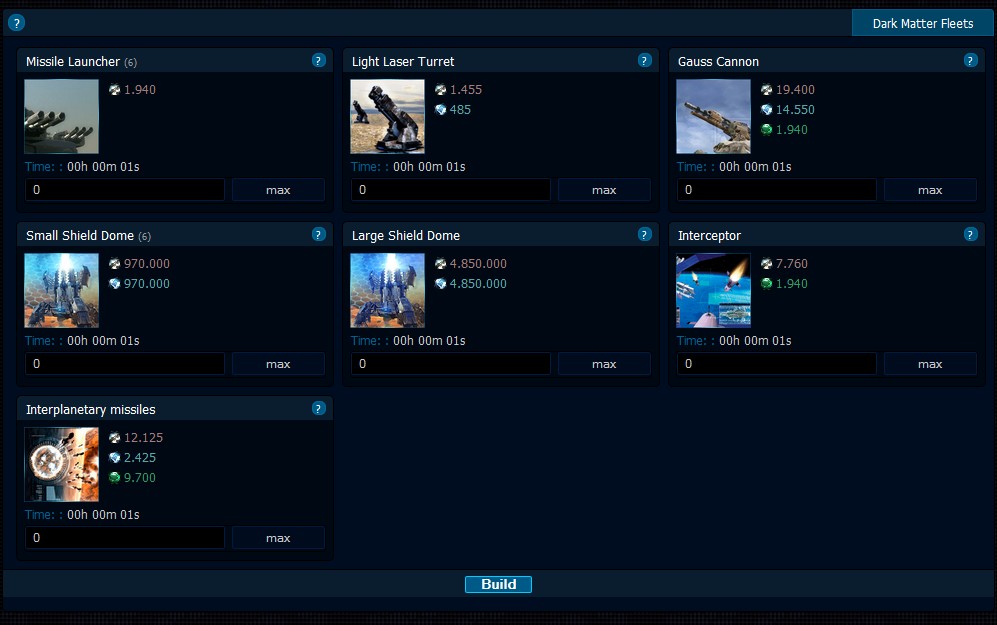 ?
Dark Matter Fleets
Missile Launcher (6) ?
1.940
Time: : 00h 00m 01s
0 max
Light Laser Turret ?
1.455
485
Time: : 00h 00m 01s
0 max
Gauss Cannon ?
19.400
14.550
1.940
Time: : 00h 00m 01s
0 max
Small Shield Dome (6) ?
970.000
970.000
Time: : 00h 00m 01s
0 max
Large Shield Dome ?
4.850.000
4.850.000
Time: : 00h 00m 01s
0 max
Interceptor ?
7.760
1.940
Time: : 00h 00m 01s
0 max
Interplanetary missiles ?
12.125
2.425
9.700
Time: : 00h 00m 01s
0 max
Build